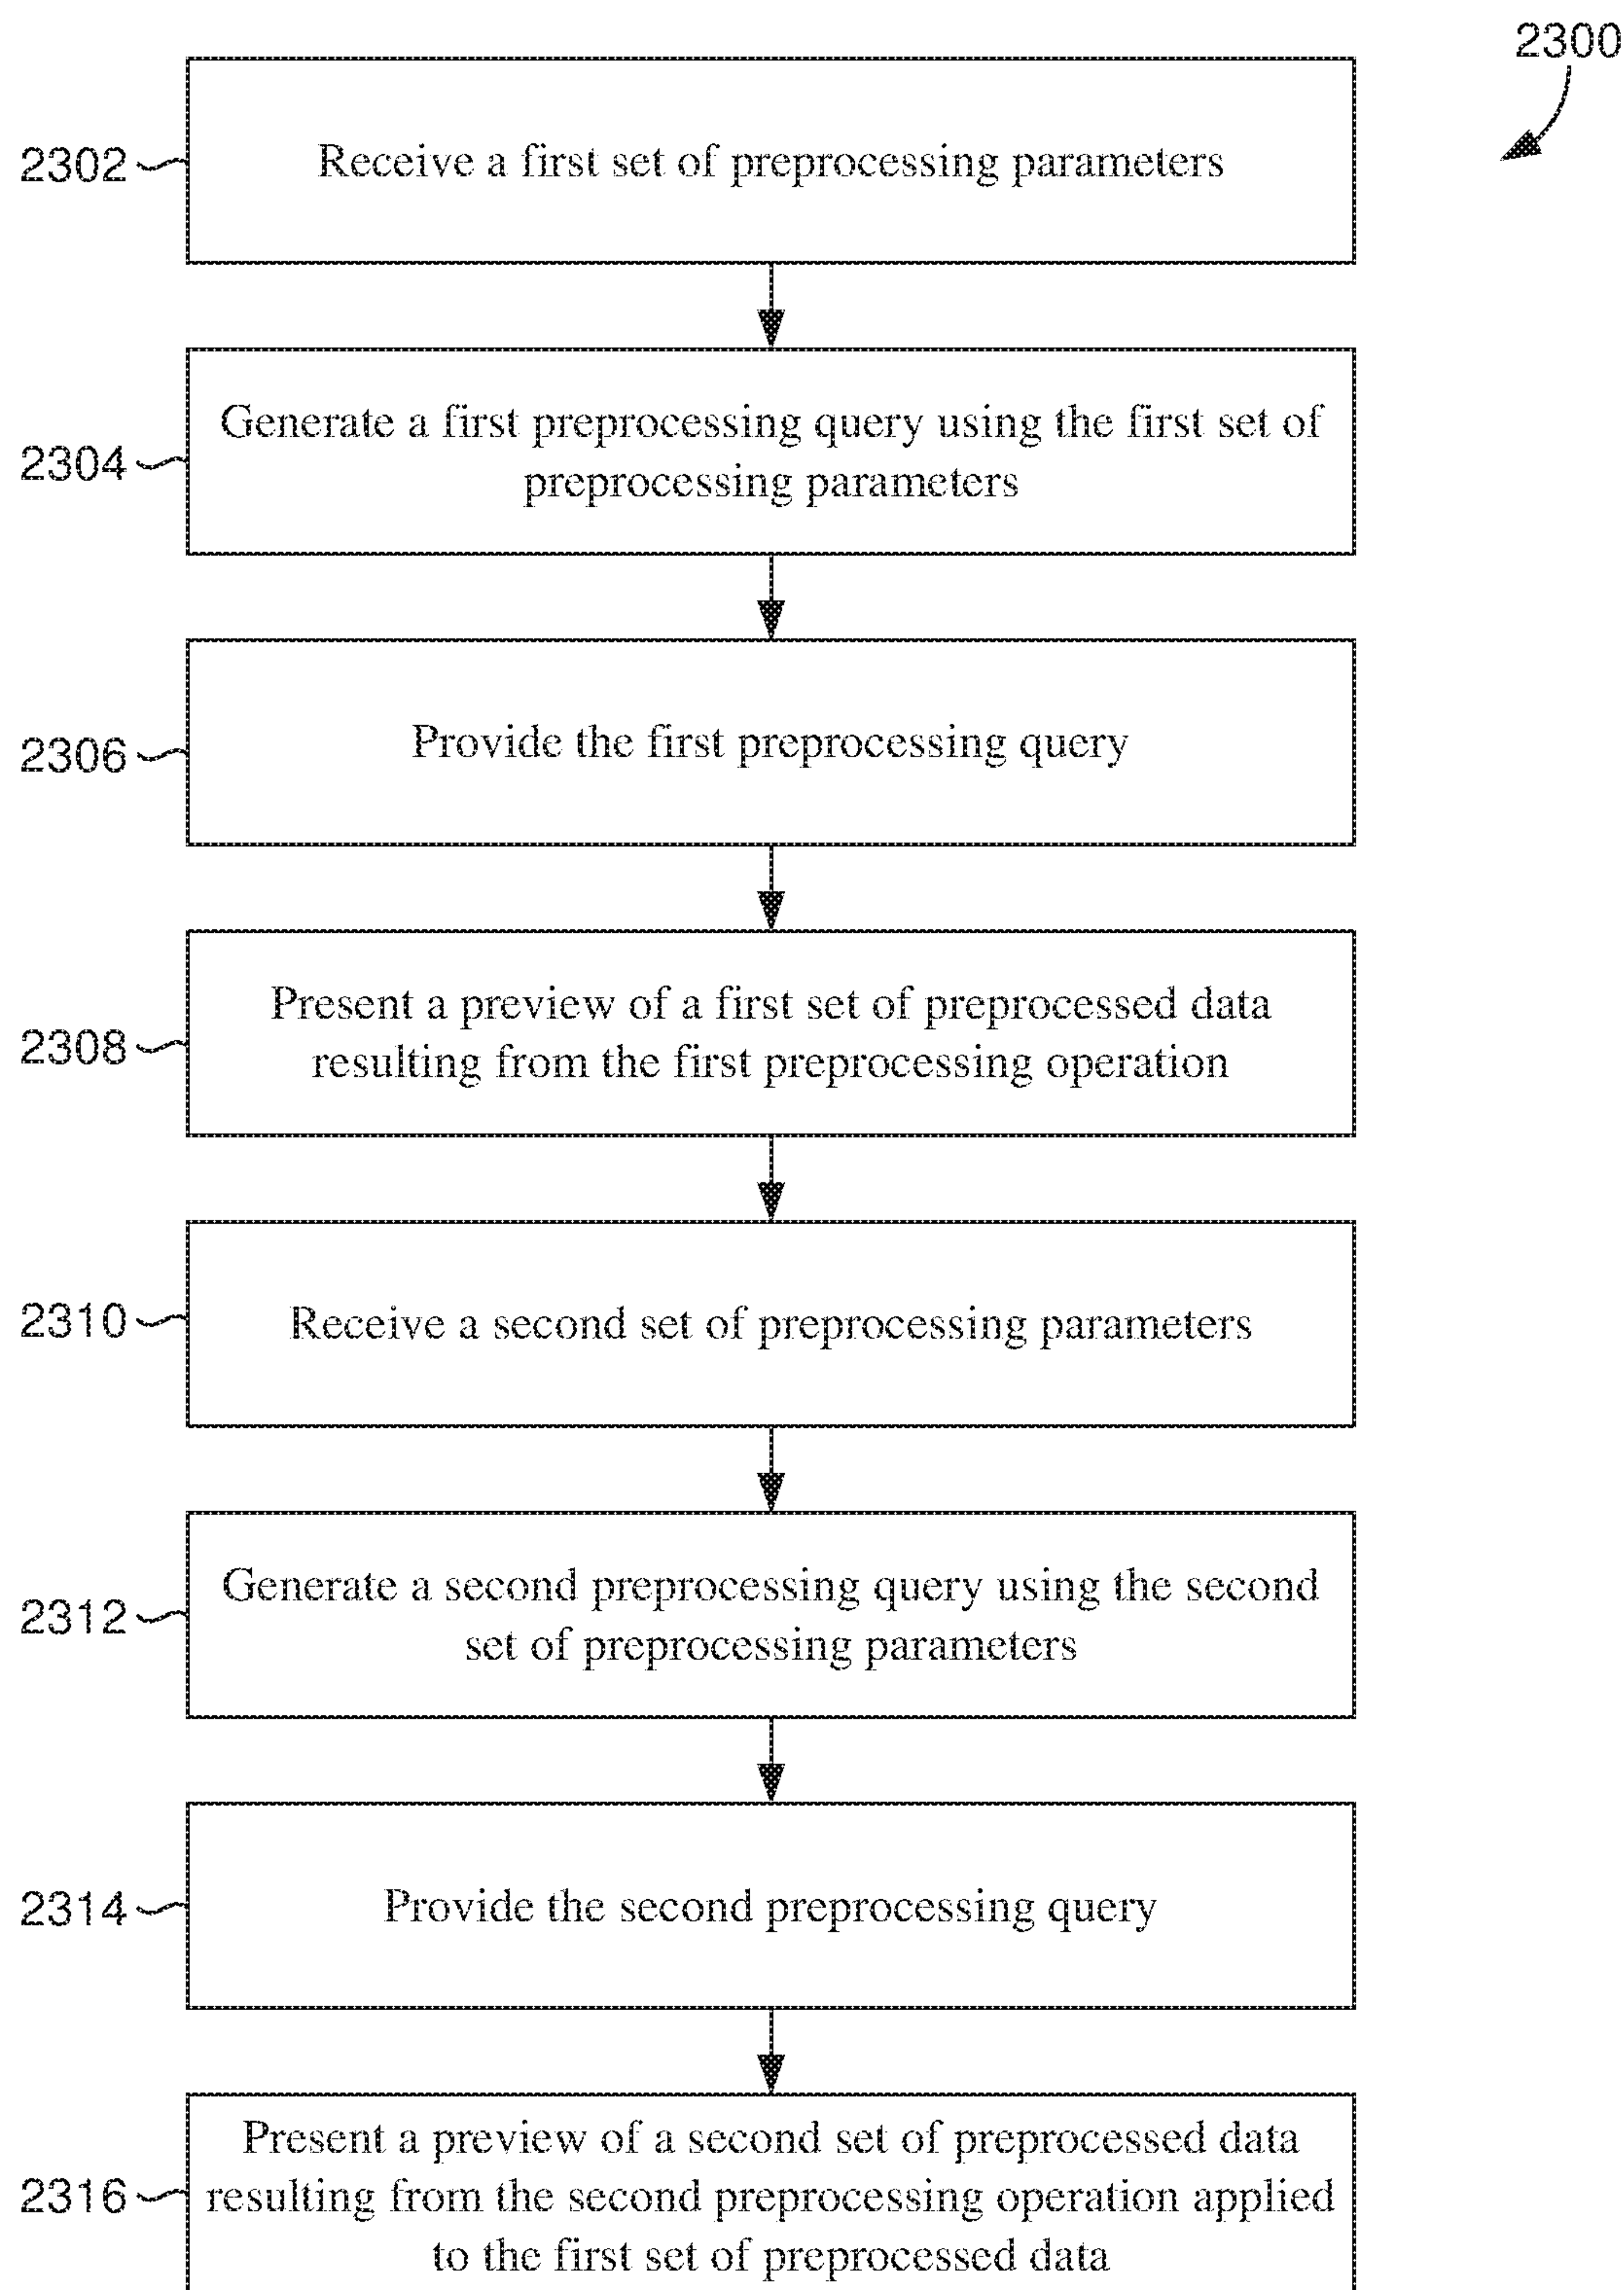 2300
2302
Receive a first set of preprocessing parameters
2304
Generate a first preprocessing query using the first set of
preprocessing parameters
2306
Provide the first preprocessing query
2308
Present a preview of a first set of preprocessed data
resulting from the first preprocessing operation
2310
Receive a second set of preprocessing parameters
2312
Generate a second preprocessing query using the second
set of preprocessing parameters
2314
Provide the second preprocessing query
2316
Present a preview of a second set of preprocessed data
resulting from the second preprocessing operation applied
to the first set of preprocessed data